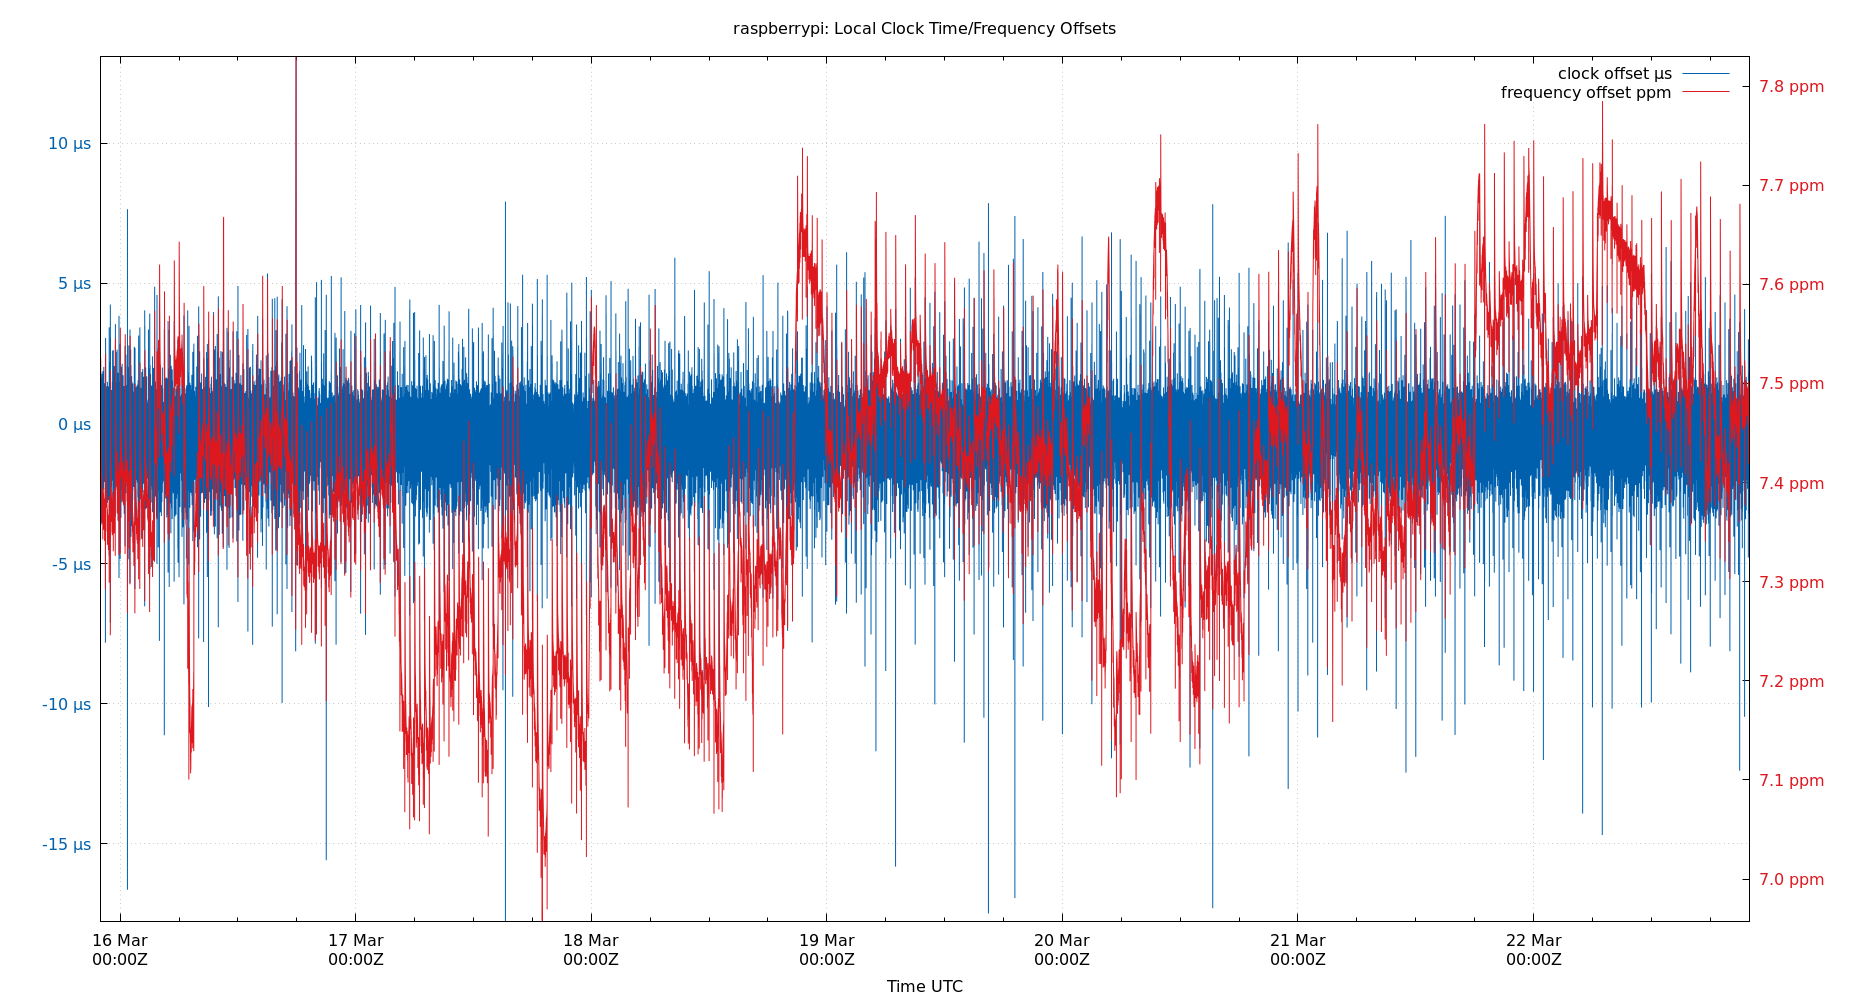 raspberrypi: Local Clock Time/Frequency Offsets
clock offset µs
frequency offset ppm
10 µs
5 µs
0 µs
-5 µs
-10 µs
-15 µs
7.8 ppm
7.7 ppm
7.6 ppm
7.5 ppm
7.4 ppm
7.3 ppm
7.2 ppm
7.1 ppm
7.0 ppm
16 Mar
00:00Z
17 Mar
00:00Z
18 Mar
00:00Z
19 Mar
00:00Z
20 Mar
00:00Z
21 Mar
00:00Z
22 Mar
00:00Z
Time UTC